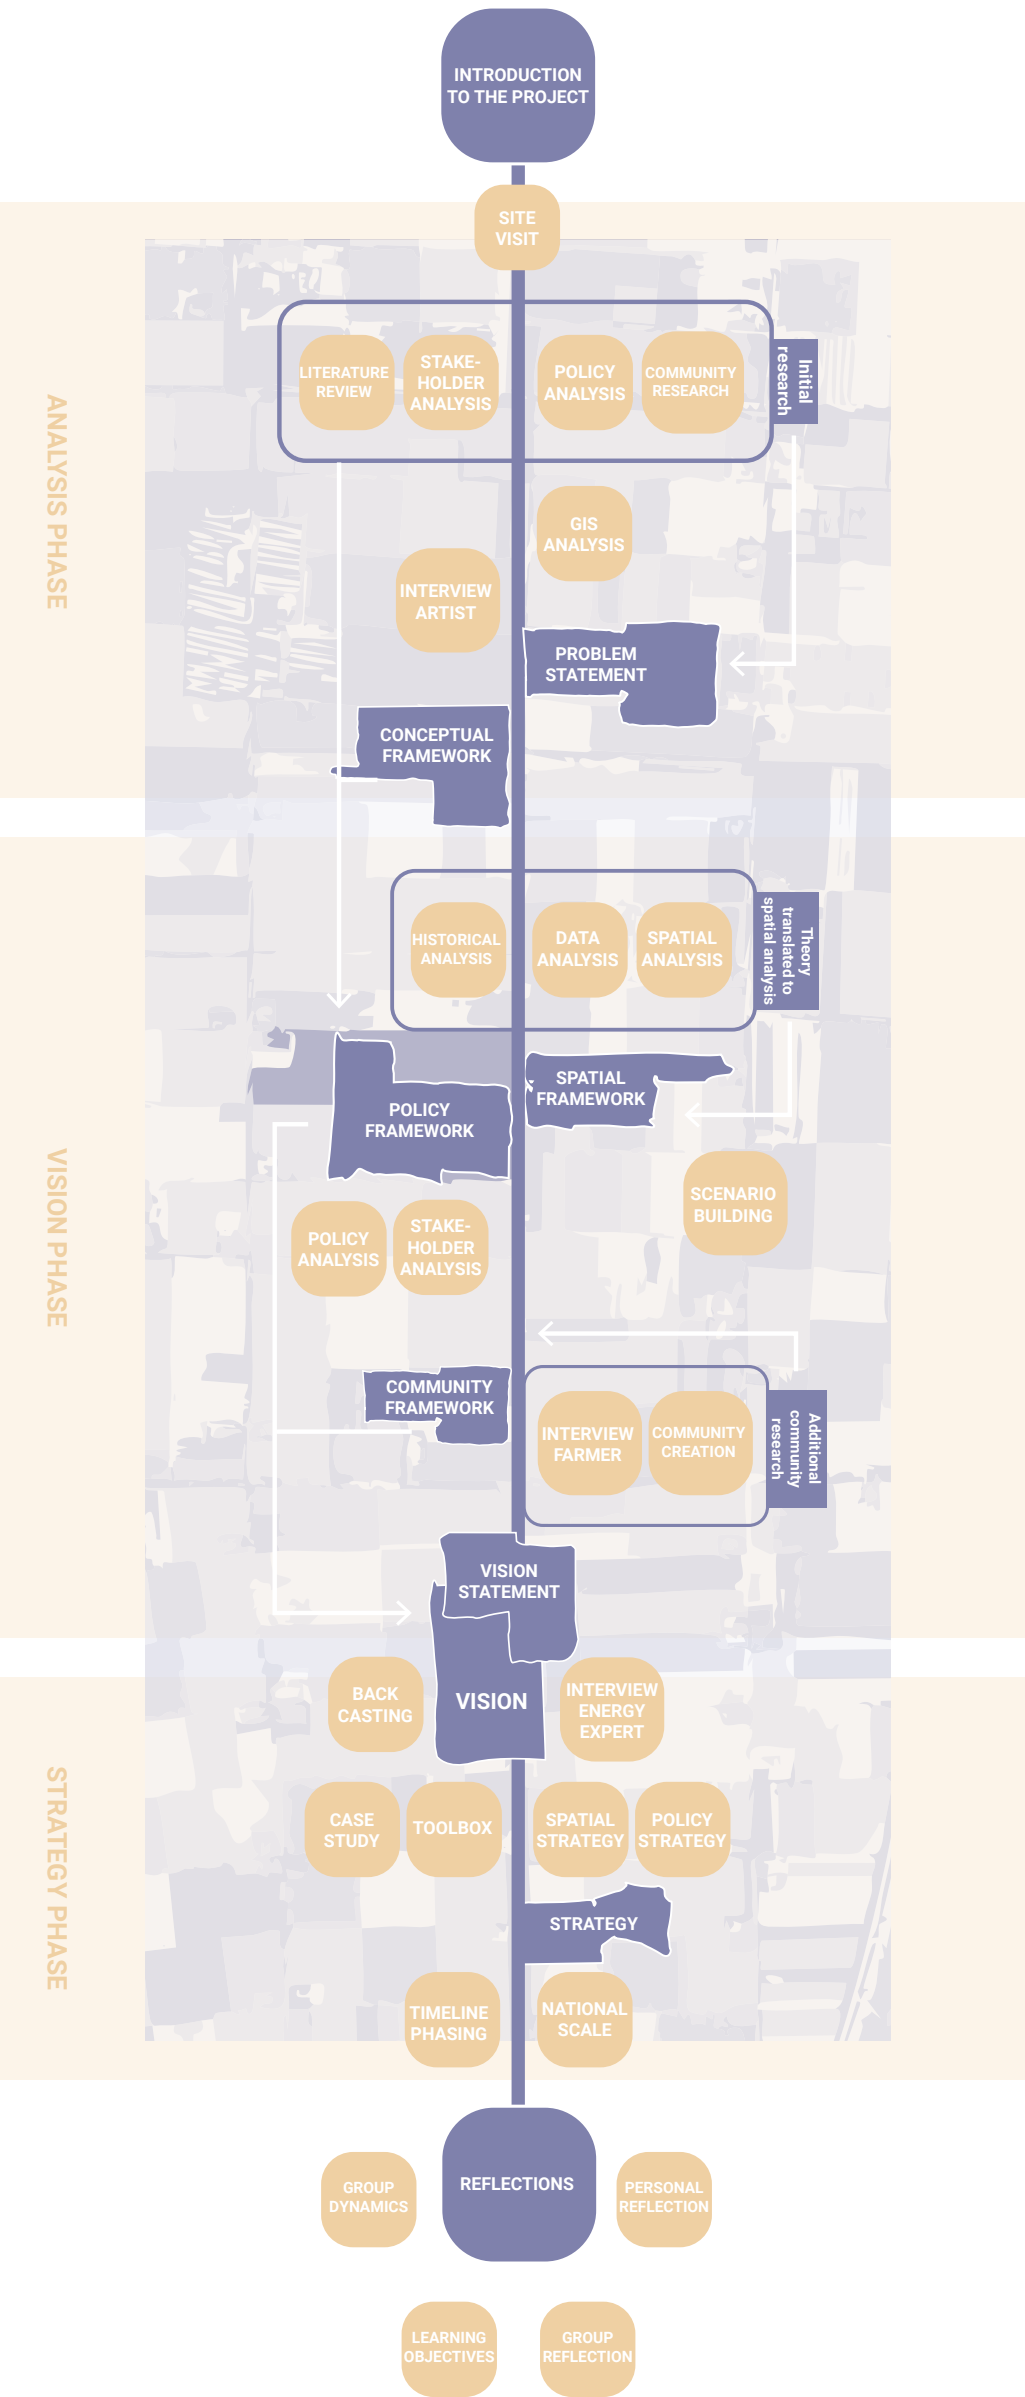 INTRODUCTION
TO THE PROJECT
SITE
VISIT
ANALYSIS PHASE
LITERATURE
REVIEW
STAKE-
HOLDER
ANALYSIS
POLICY
ANALYSIS
COMMUNITY
RESEARCH
Initial
research
GIS
ANALYSIS
INTERVIEW
ARTIST
PROBLEM
STATEMENT
CONCEPTUAL
FRAMEWORK
VISION PHASE
HISTORICAL
ANALYSIS
DATA
ANALYSIS
SPATIAL
ANALYSIS
Theory
translated to
spatial analysis
SPATIAL
FRAMEWORK
POLICY
FRAMEWORK
SCENARIO
BUILDING
POLICY
ANALYSIS
STAKE-
HOLDER
ANALYSIS
COMMUNITY
FRAMEWORK
INTERVIEW
FARMER
COMMUNITY
CREATION
Additional
community
research
VISION
STATEMENT
VISION
STRATEGY PHASE
BACK
CASTING
INTERVIEW
ENERGY
EXPERT
CASE
STUDY
TOOLBOX
SPATIAL
STRATEGY
POLICY
STRATEGY
STRATEGY
TIMELINE
PHASING
NATIONAL
SCALE
REFLECTIONS
GROUP
DYNAMICS
PERSONAL
REFLECTION
LEARNING
OBJECTIVES
GROUP
REFLECTION